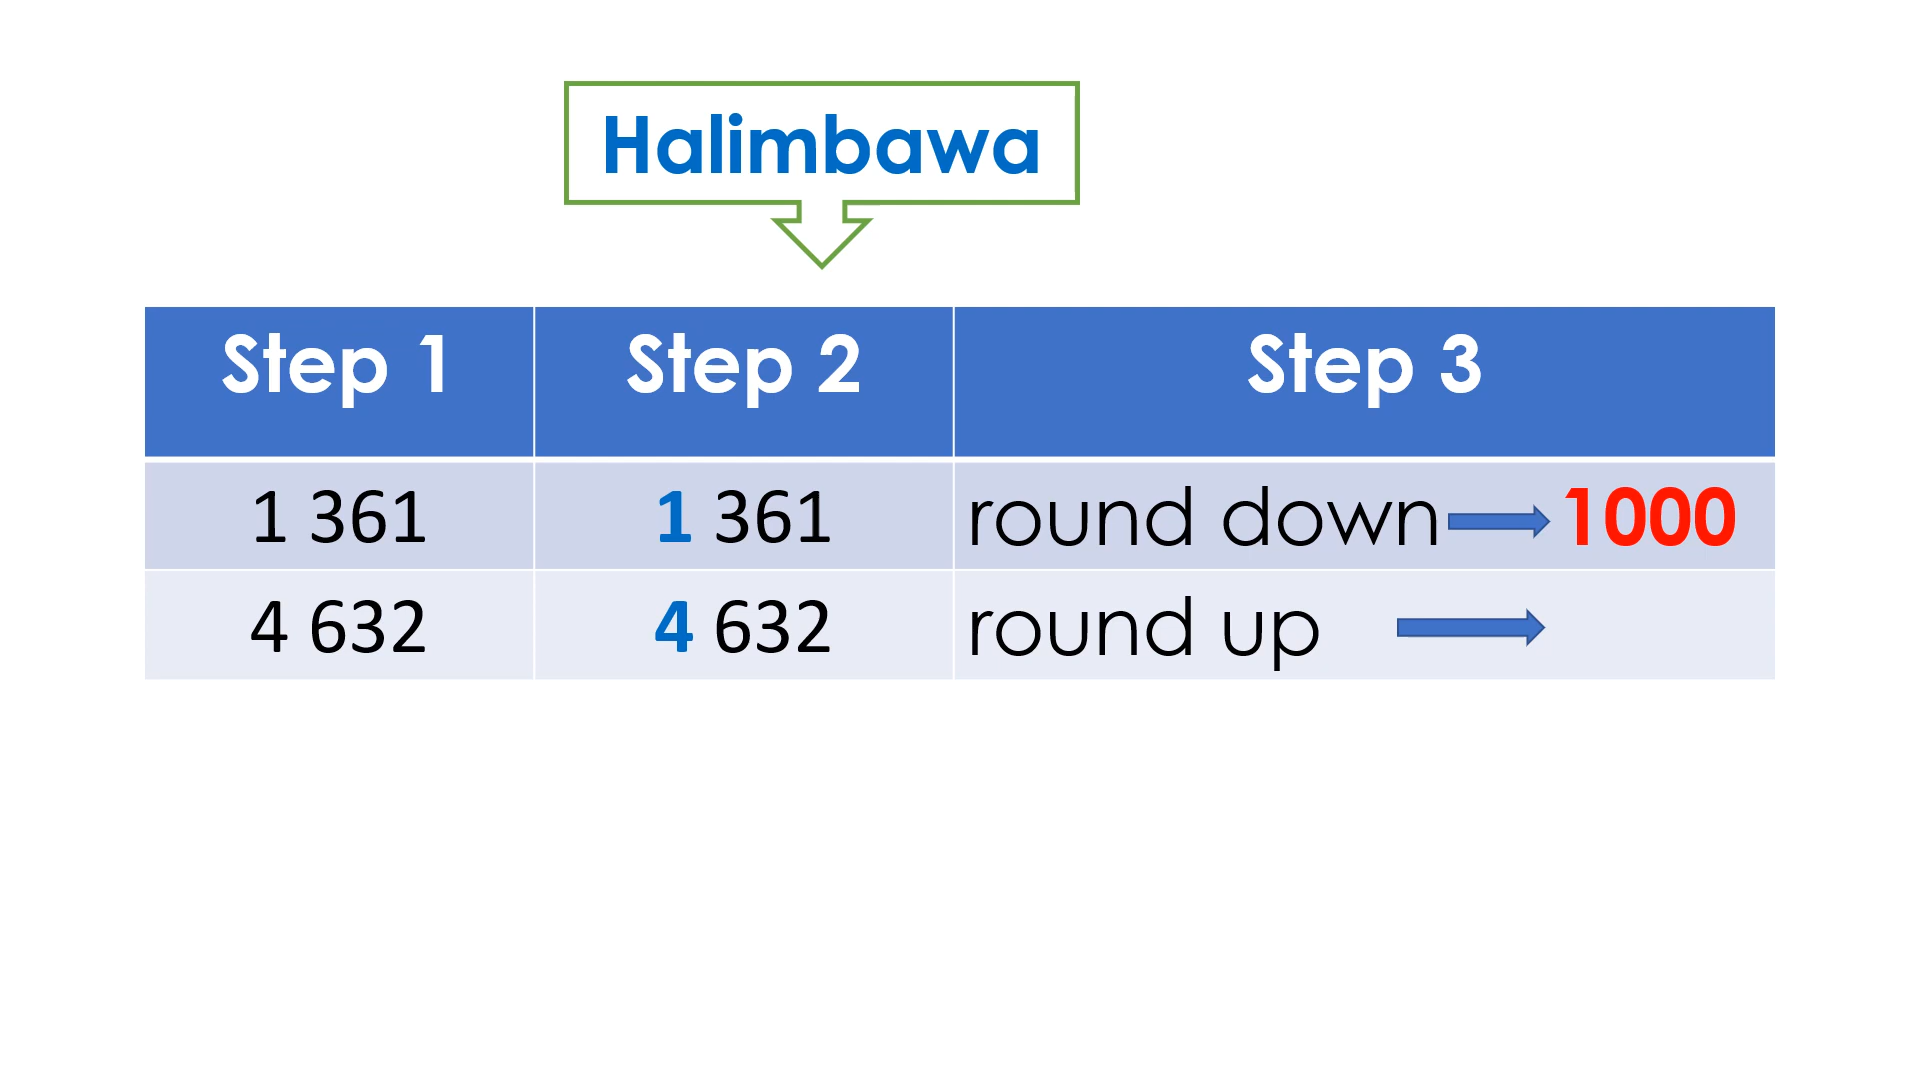 Halimbawa
Step 1 Step 2 Step 3
1 361 1 361 round down 1000
4 632 4 632 round up